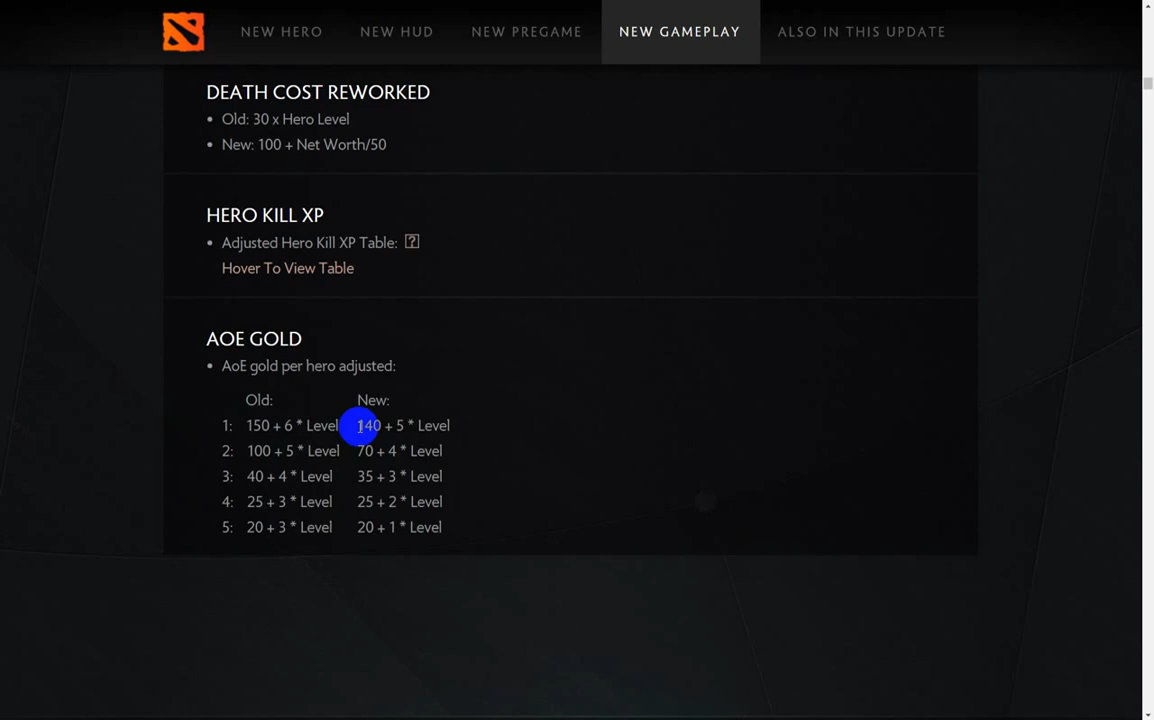 NEW HERO NEW HUD NEW PREGAME NEW GAMEPLAY ALSO IN THIS UPDATE
DEATH COST REWORKED
• Old: 30 x Hero Level
• New: 100 + Net Worth/50
HERO KILL XP
• Adjusted Hero Kill XP Table: ?
Hover To View Table
AOE GOLD
• AoE gold per hero adjusted:
Old: New:
1: 150 + 6 * Level 140 + 5 * Level
2: 100 + 5 * Level 70 + 4 * Level
3: 40 + 4 * Level 35 + 3 * Level
4: 25 + 3 * Level 25 + 2 * Level
5: 20 + 3 * Level 20 + 1 * Level